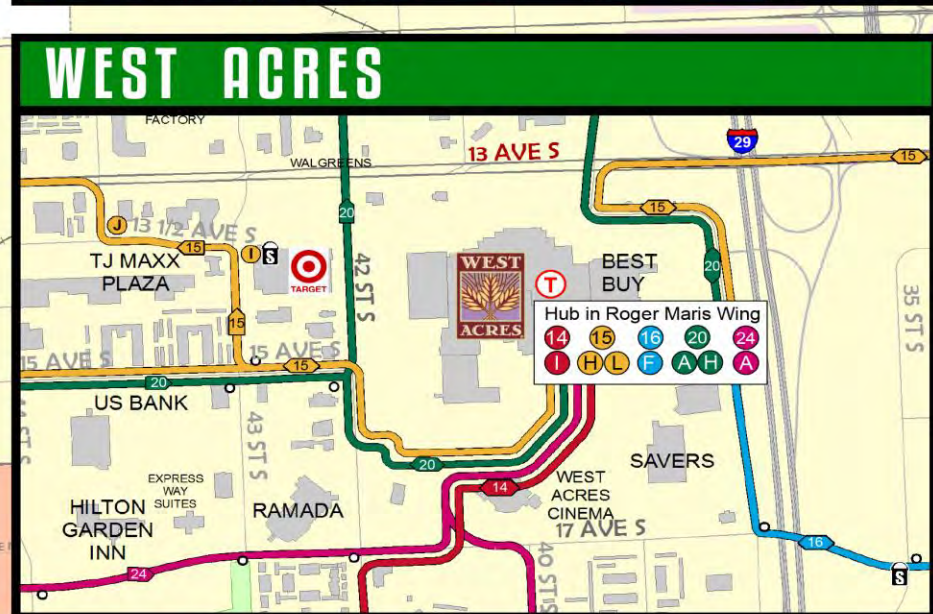 WEST ACRES
FACTORY
WALGREENS
13 AVE S
29
15
15
20
J
13 1/2 AVE S
15
I
S
TARGET
TJ MAXX
PLAZA
42 ST S
WEST
ACRES
T
BEST
BUY
20
35 ST S
Hub in Roger Maris Wing
14 15 16 20 24
I H L F A H A
15
15 AVE S
15 AVE S
15
20
US BANK
43 ST S
20
SAVERS
EXPRESS
WAY
SUITES
HILTON
GARDEN
INN
RAMADA
14
WEST
ACRES
CINEMA
17 AVE S
16
40 ST S
24
S